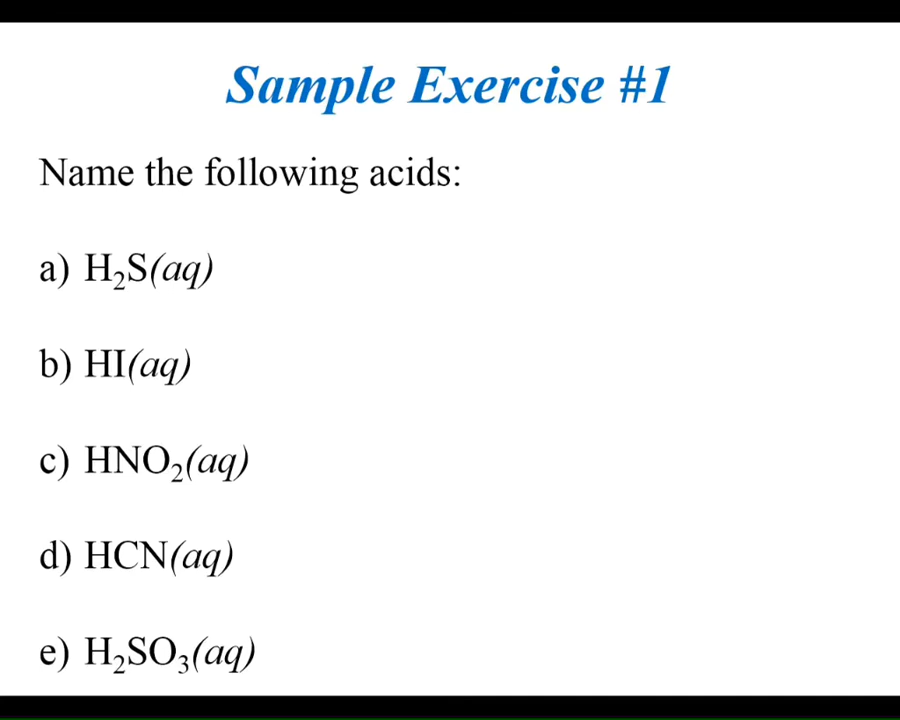 Sample Exercise #1
Name the following acids:
a) H₂S(aq)
b) HI(aq)
c) HNO₂(aq)
d) HCN(aq)
e) H₂SO₃(aq)